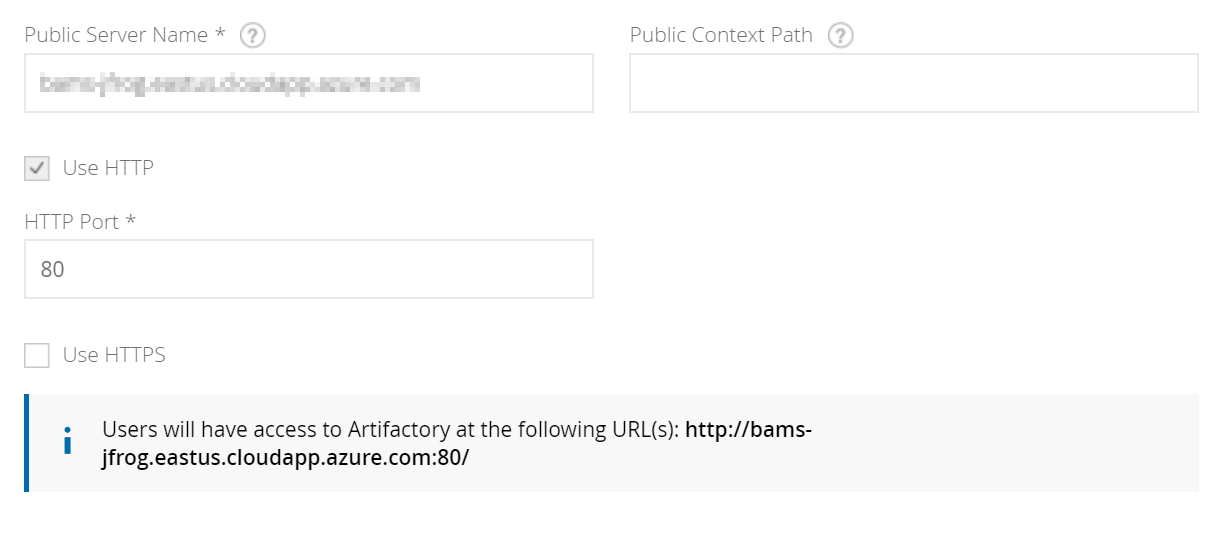 Public Server Name * ?
Public Context Path ?
Use HTTP
HTTP Port *
80
Use HTTPS
Users will have access to Artifactory at the following URL(s): http://bams-
jfrog.eastus.cloudapp.azure.com:80/